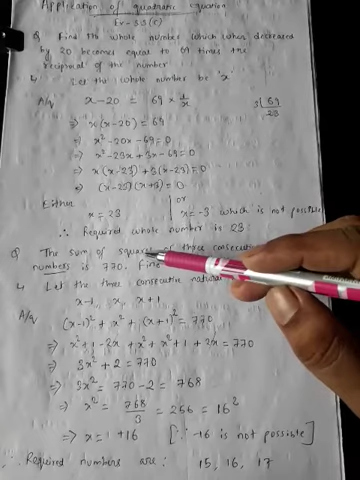 Application of quadratic equation
Ex-3.3(C)
Q Find the whole number which when decreased
by 20 becomes equal to 69 times the
reciprocal of the number
Let the whole number be 'x'
A/q x-20 = 69 × 1/x
3)69
23
⇒ x(x-20) = 69
⇒ x² -20x -69 = 0
⇒ x² -23x +3x -69 = 0
⇒ x(x-23) +3(x-23) = 0
⇒ (x-23)(x+3) = 0
Either | or
x = 23 | x = -3 which is not possible
∴ Required whole number is 23.
Q The sum of squares of three consecutive
numbers is 770. Find
Let the three consecutive natural
x-1, x, x+1
A/q (x-1)² + x² + (x+1)² = 770
⇒ x²+1-2x + x² + x²+1+2x = 770
⇒ 3x² + 2 = 770
⇒ 3x² = 770-2 = 768
⇒ x² = 768/3 = 256 = 16²
⇒ x = +16 [∵ -16 is not possible]
∴ Required numbers are : 15, 16, 17